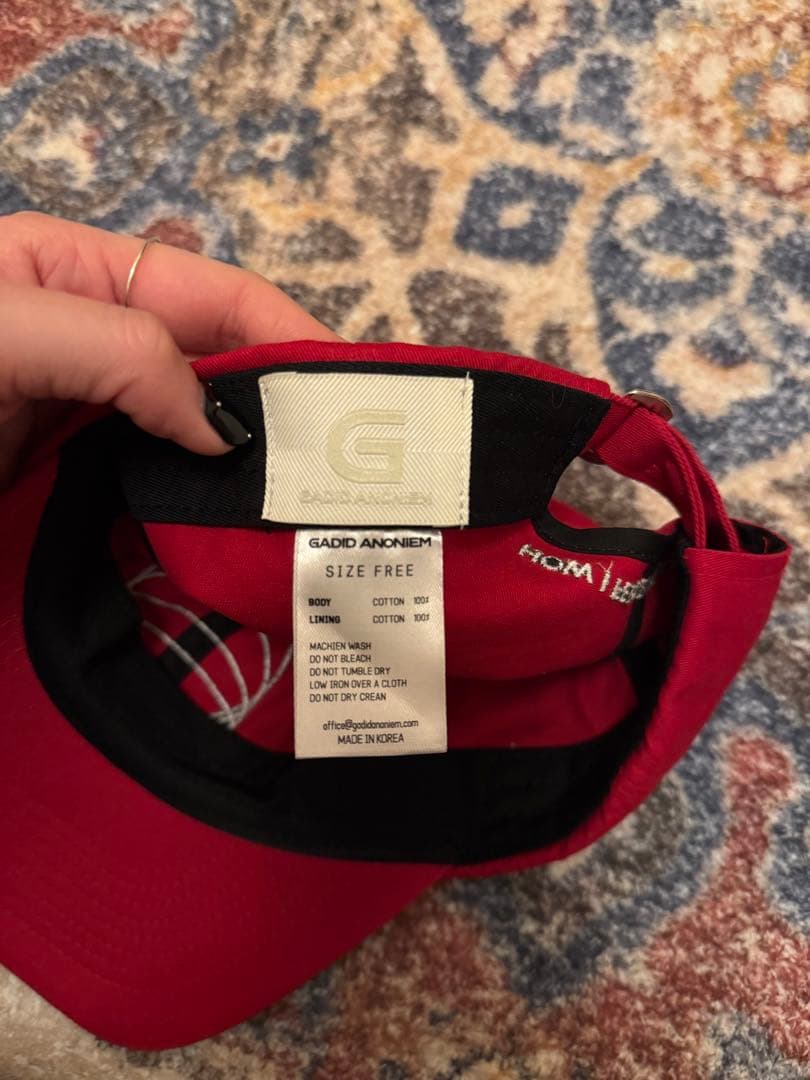 G
GADID ANONIEM
GADID ANONIEM
SIZE FREE
BODY COTTON 100%
LINING COTTON 100%
MACHIEN WASH
DO NOT BLEACH
DO NOT TUMBLE DRY
LOW IRON OVER A CLOTH
DO NOT DRY CREAN
office@gadidanoniem.com
MADE IN KOREA